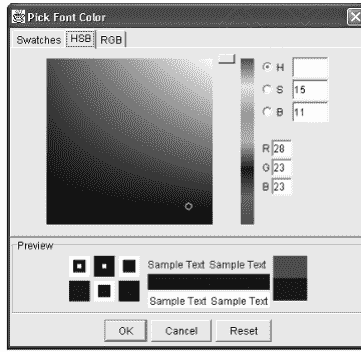 Pick Font Color
Swatches HSB RGB
H
S 15
B 11
R 28
G 23
B 23
Preview
Sample Text Sample Text
Sample Text Sample Text
OK Cancel Reset